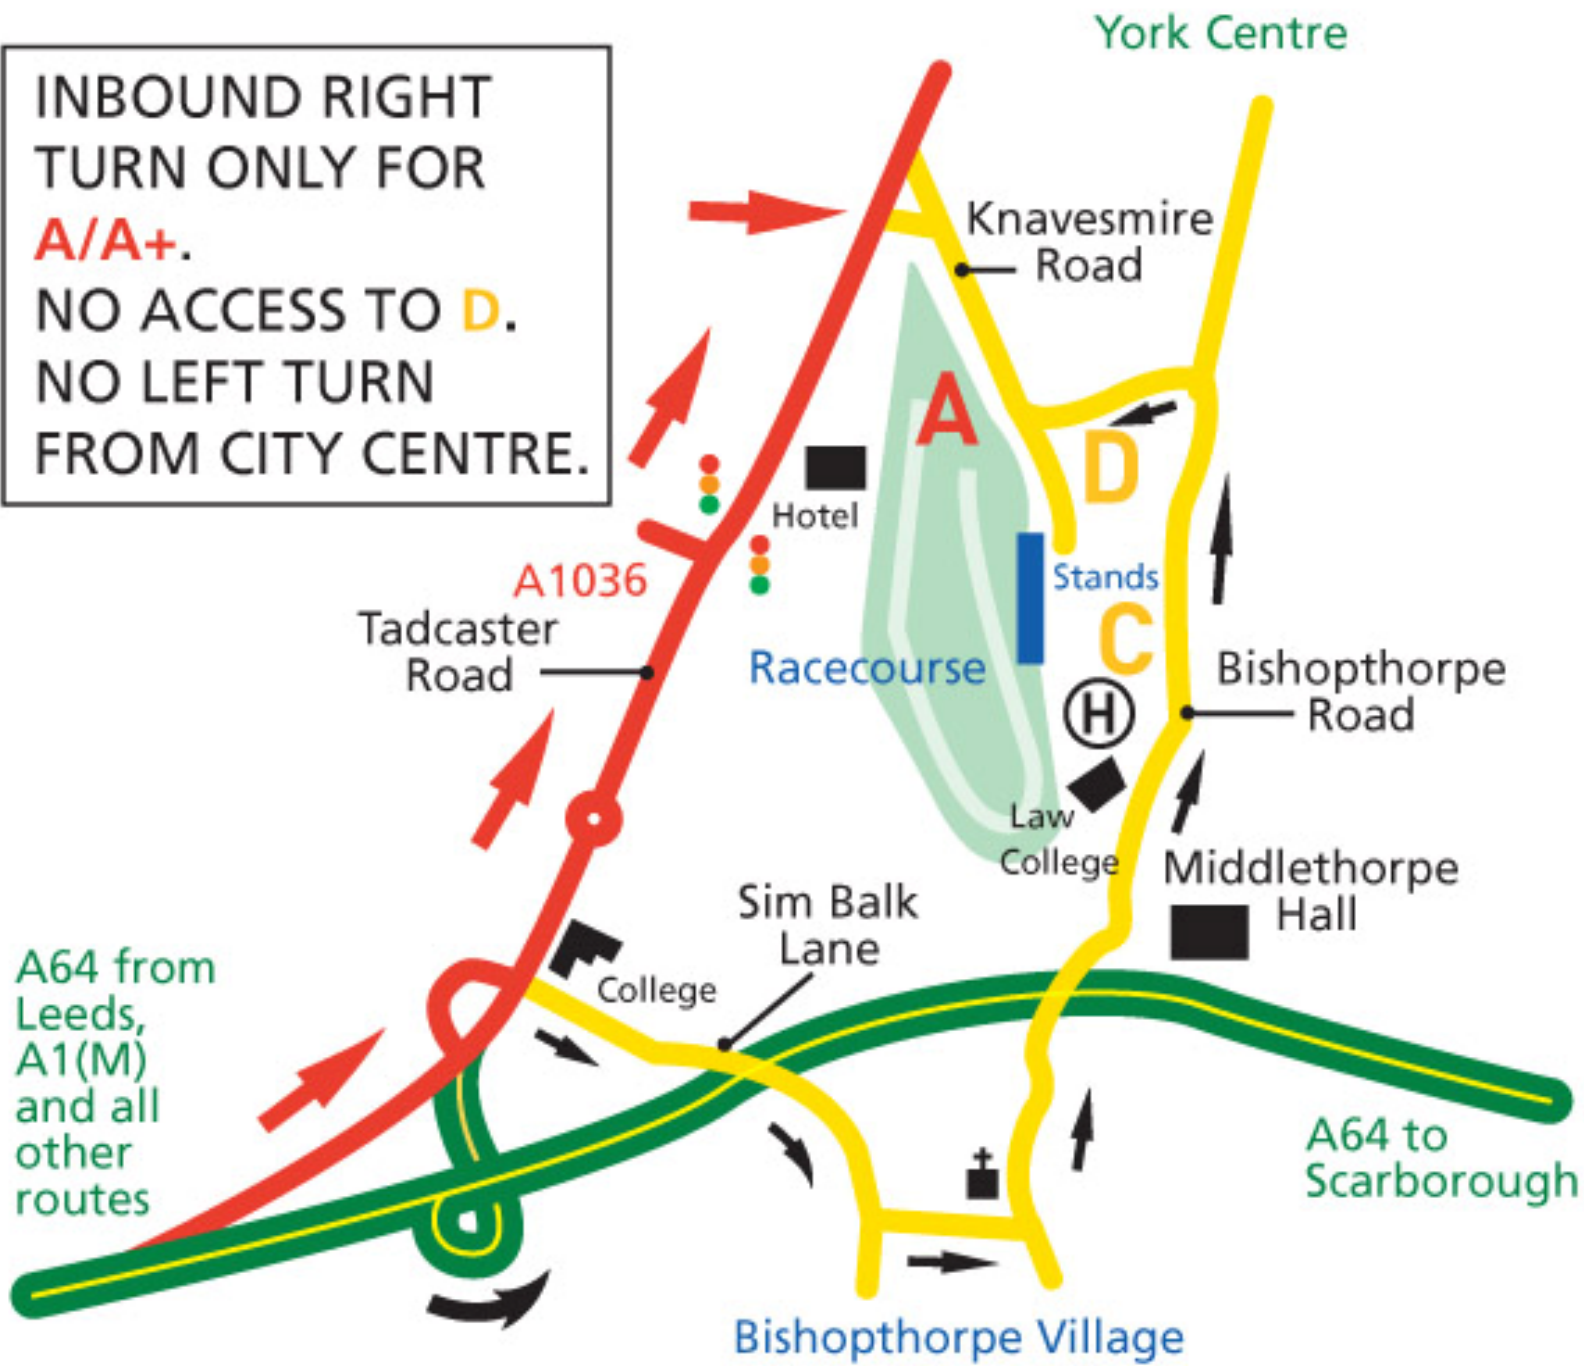 York Centre
INBOUND RIGHT
TURN ONLY FOR
A/A+.
NO ACCESS TO D.
NO LEFT TURN
FROM CITY CENTRE.
Knavesmire
Road
A
D
Hotel
A1036
Stands
Tadcaster
Road
C
Racecourse
Bishopthorpe
Road
H
Law
College
Middlethorpe
Hall
Sim Balk
Lane
College
A64 from
Leeds,
A1(M)
and all
other
routes
A64 to
Scarborough
Bishopthorpe Village